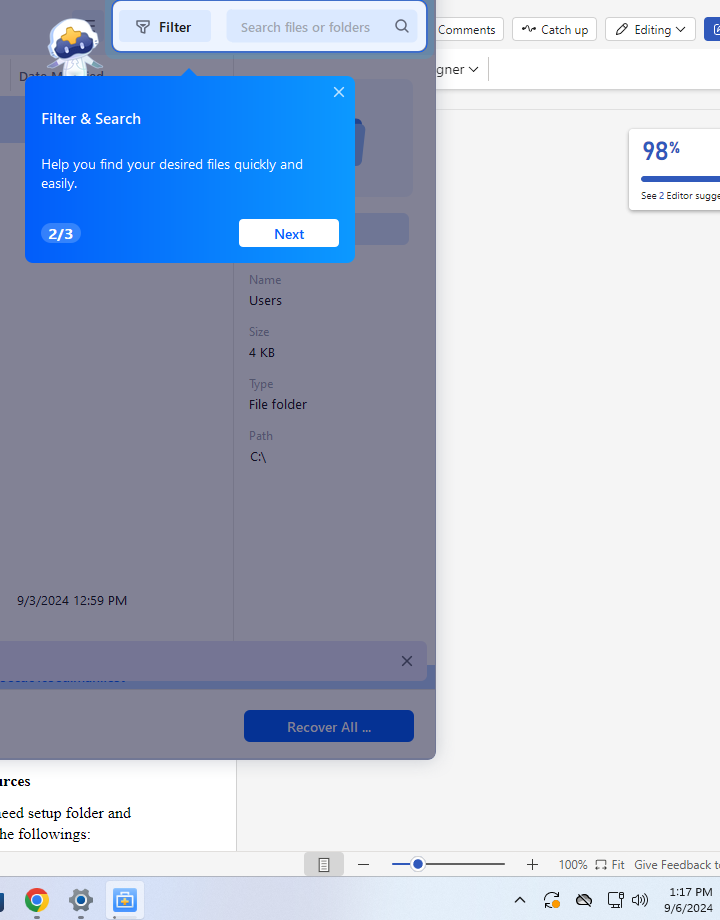 Filter
Search files or folders
Comments
Catch up
Editing
gner
98%
See 2 Editor sugge
Filter & Search
Help you find your desired files quickly and
easily.
2/3
Next
Name
Users
Size
4 KB
Type
File folder
Path
C:\
9/3/2024 12:59 PM
Recover All ...
urces
need setup folder and
he followings:
100%
Fit
Give Feedback to
1:17 PM
9/6/2024